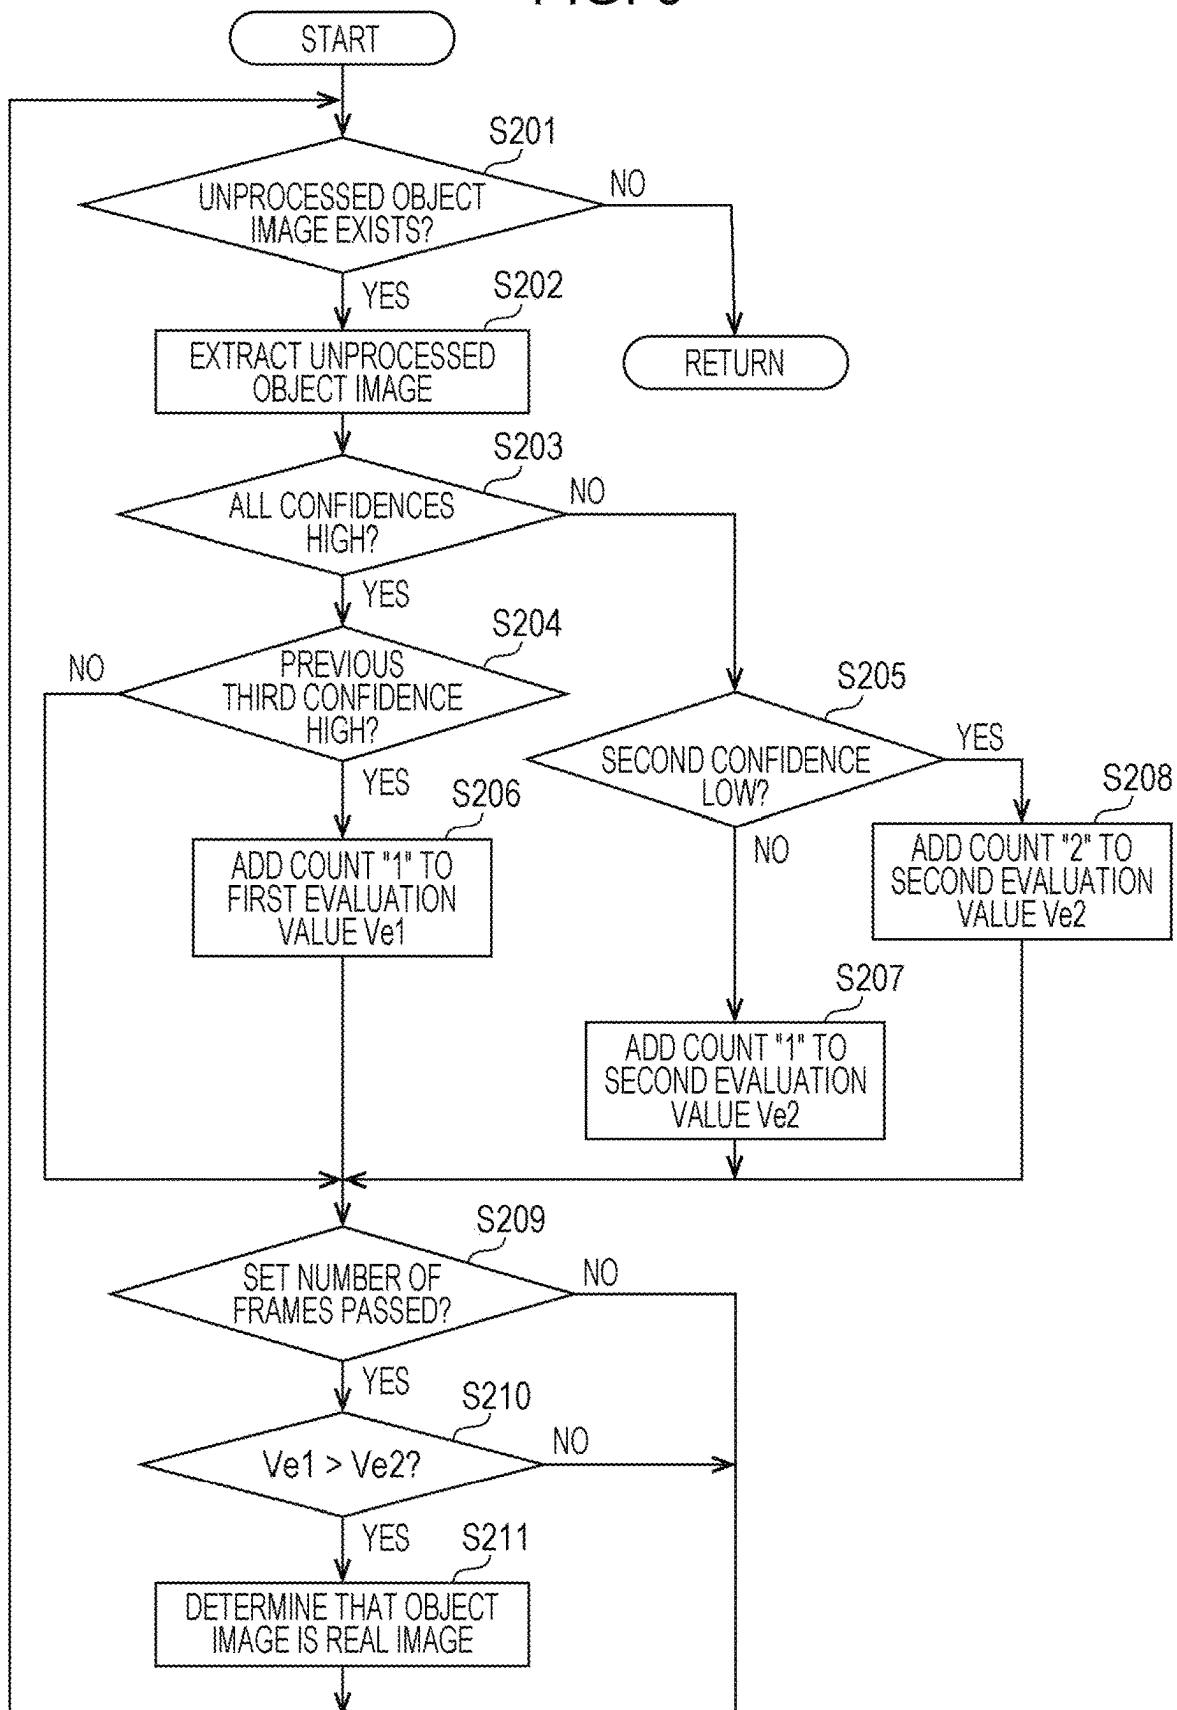 START
S201
UNPROCESSED OBJECT
IMAGE EXISTS?
NO
YES
S202
EXTRACT UNPROCESSED
OBJECT IMAGE
RETURN
S203
ALL CONFIDENCES
HIGH?
NO
YES
S204
PREVIOUS
THIRD CONFIDENCE
HIGH?
NO
YES
S205
SECOND CONFIDENCE
LOW?
YES
NO
S206
ADD COUNT "1" TO
FIRST EVALUATION
VALUE Ve1
S208
ADD COUNT "2" TO
SECOND EVALUATION
VALUE Ve2
S207
ADD COUNT "1" TO
SECOND EVALUATION
VALUE Ve2
S209
SET NUMBER OF
FRAMES PASSED?
NO
YES
S210
Ve1 > Ve2?
NO
YES
S211
DETERMINE THAT OBJECT
IMAGE IS REAL IMAGE